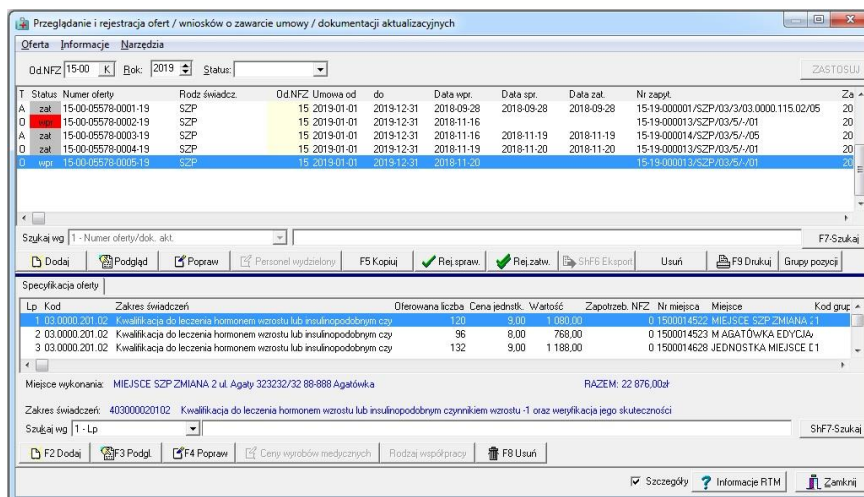 Przeglądanie i rejestracja ofert / wniosków o zawarcie umowy / dokumentacji aktualizacyjnych
Oferta Informacje Narzędzia
Od.NFZ 15-00 K Rok: 2019 Status: ZASTOSUJ
T Status Numer oferty Rodz świadcz. Od.NFZ Umowa od do Data wpr. Data spr. Data zat. Nr zapyt. Za
A zat 15-00-05578-0001-19 SZP 15 2019-01-01 2019-12-31 2018-09-28 2018-09-28 2018-09-28 15-19-000001/SZP/03/3/03.0000.115.02/05 20
O wpr 15-00-05578-0002-19 SZP 15 2019-01-01 2019-12-31 2018-11-16 15-19-000013/SZP/03/5/-/01 20
A zat 15-00-05578-0003-19 SZP 15 2019-01-01 2019-12-31 2018-11-16 2018-11-19 2018-11-19 15-19-000014/SZP/03/5/-/05 20
O zat 15-00-05578-0004-19 SZP 15 2019-01-01 2019-12-31 2018-11-19 2018-11-20 2018-11-20 15-19-000013/SZP/03/5/-/01 20
O wpr 15-00-05578-0005-19 SZP 15 2019-01-01 2019-12-31 2018-11-20 15-19-000013/SZP/03/5/-/01 20
Szukaj wg 1 - Numer oferty/dok. akt. F7-Szukaj
Dodaj Podgląd Popraw Personel wydzielony F5 Kopiuj Rej.spraw. Rej.zatw. ShF6 Eksport Usuń F9 Drukuj Grupy pozycji
Specyfikacja oferty
Lp Kod Zakres świadczeń Oferowana liczba Cena jednstk. Wartość Zapotrzeb. NFZ Nr miejsca Miejsce Kod grup
1 03.0000.201.02 Kwalifikacja do leczenia hormonem wzrostu lub insulinopodobnym czy 120 9,00 1 080,00 0 1500014522 MIEJSCE SZP ZMIANA 2 1
2 03.0000.201.02 Kwalifikacja do leczenia hormonem wzrostu lub insulinopodobnym czy 96 8,00 768,00 0 1500014523 M AGATÓWKA EDYCJA
3 03.0000.201.02 Kwalifikacja do leczenia hormonem wzrostu lub insulinopodobnym czy 132 9,00 1 188,00 0 1500014628 JEDNOSTKA MIEJSCE D 1
Miejsce wykonania: MIEJSCE SZP ZMIANA 2 ul. Agaty 323232/32 88-888 Agatówka RAZEM: 22 876,00zł
Zakres świadczeń: 403000020102 Kwalifikacja do leczenia hormonem wzrostu lub insulinopodobnym czynnikiem wzrostu -1 oraz weryfikacja jego skuteczności
Szukaj wg 1 - Lp ShF7-Szukaj
F2 Dodaj F3 Podgl. F4 Popraw Ceny wyrobów medycznych Rodzaj współpracy F8 Usuń
Szczegóły Informacje RTM Zamknij